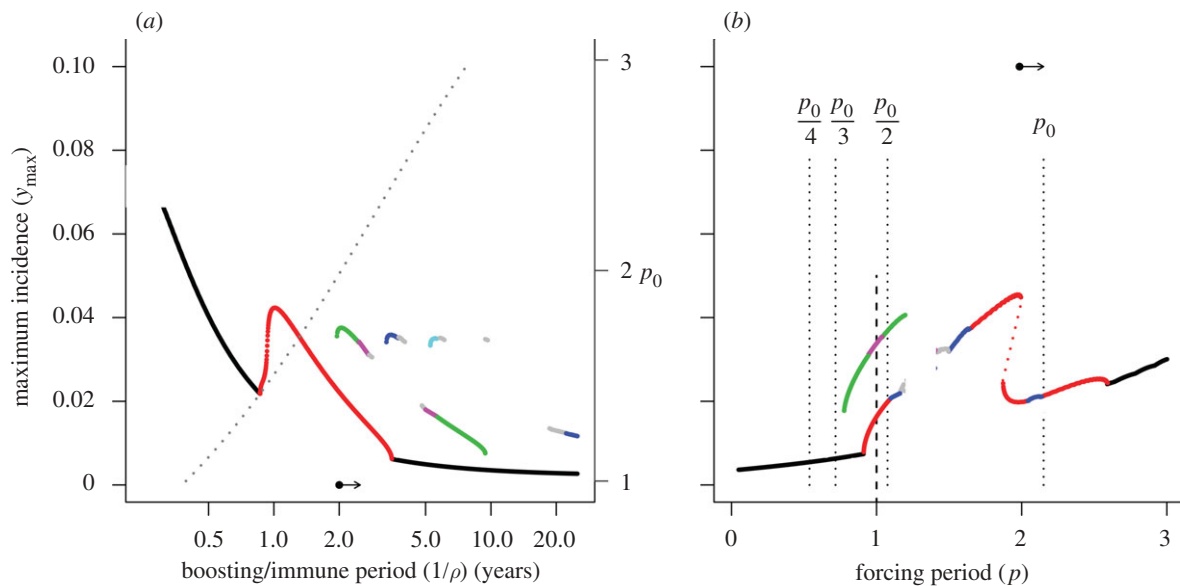 (a)
0.10
0.08
0.06
0.04
0.02
0
maximum incidence (y_max)
3
2
1
p_0
0.5 1.0 2.0 5.0 10.0 20.0
boosting/immune period (1/ρ) (years)
(b)
p_0/4 p_0/3 p_0/2 p_0
0 1 2 3
forcing period (p)